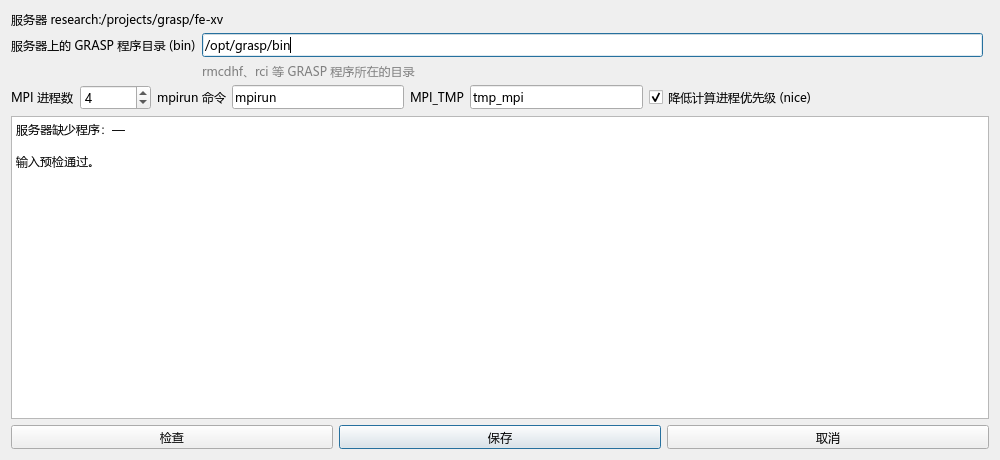 服务器 research:/projects/grasp/fe-xv
服务器上的 GRASP 程序目录 (bin) /opt/grasp/bin
rmcdhf、rci 等 GRASP 程序所在的目录
MPI 进程数 4 mpirun 命令 mpirun MPI_TMP tmp_mpi 降低计算进程优先级 (nice)
服务器缺少程序：—
输入预检通过。
检查 保存 取消